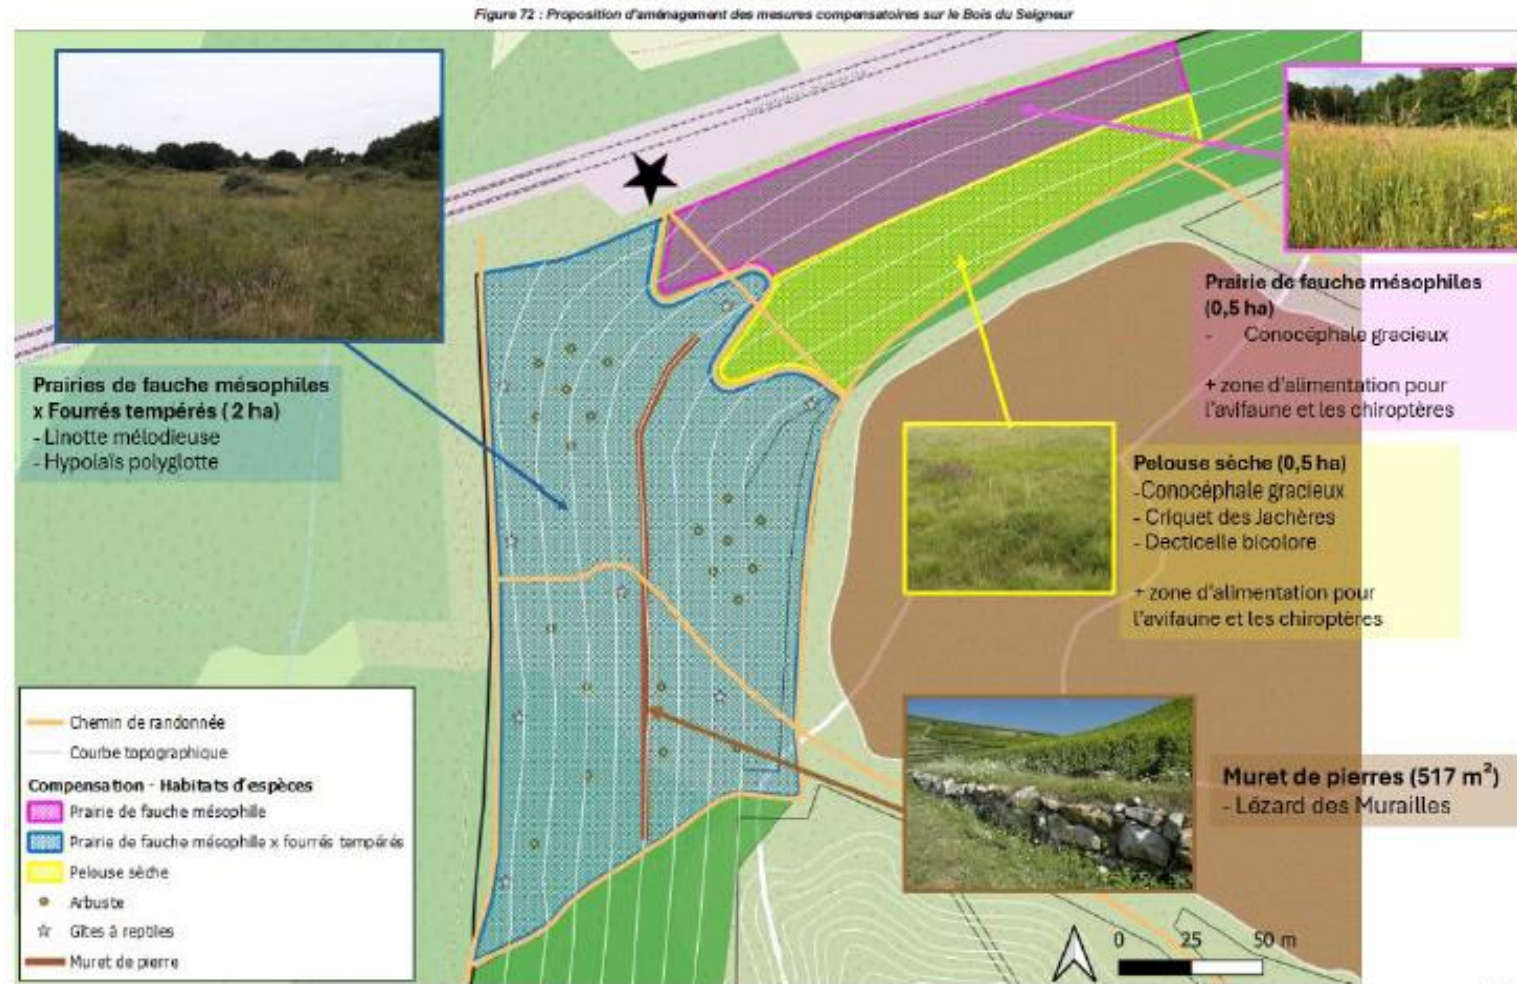 Figure 72 : Proposition d'aménagement des mesures compensatoires sur le Bois du Seigneur
Prairies de fauche mésophiles
x Fourrés tempérés ( 2 ha)
- Linotte mélodieuse
- Hypolaïs polyglotte
Prairie de fauche mésophiles
(0,5 ha)
- Conocéphale gracieux
+ zone d'alimentation pour
l'avifaune et les chiroptères
Pelouse sèche (0,5 ha)
-Conocéphale gracieux
- Criquet des Jachères
- Decticelle bicolore
+ zone d'alimentation pour
l'avifaune et les chiroptères
Muret de pierres (517 m²)
- Lézard des Murailles
Chemin de randonnée
Courbe topographique
Compensation - Habitats d'espèces
Prairie de fauche mésophile
Prairie de fauche mésophile x fourrés tempérés
Pelouse sèche
Arbuste
Gîtes à reptiles
Muret de pierre
0 25 50 m